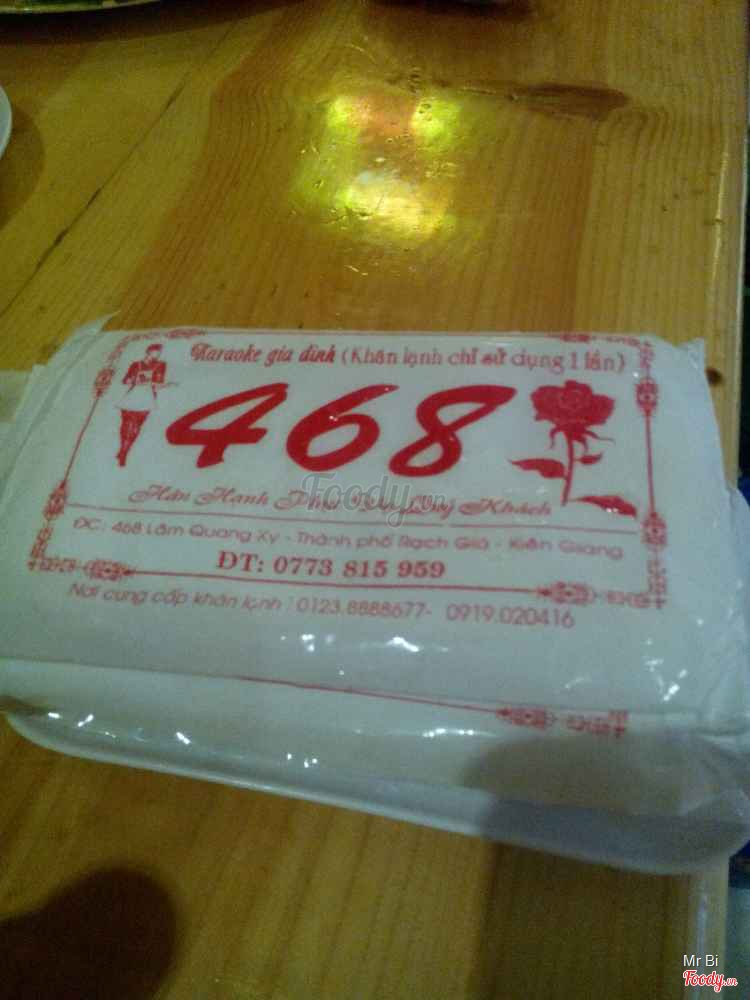 Karaoke gia đình (Khăn lạnh chỉ sử dụng 1 lần)
468
Hân Hạnh Phục Vụ Quý Khách
ĐC: 468 Lâm Quang Ky - Thành phố Rạch Giá - Kiên Giang
ĐT: 0773 815 959
Nơi cung cấp khăn lạnh : 0123.8888677- 0919.020416
Foody.vn
Mr Bi
Foody.vn